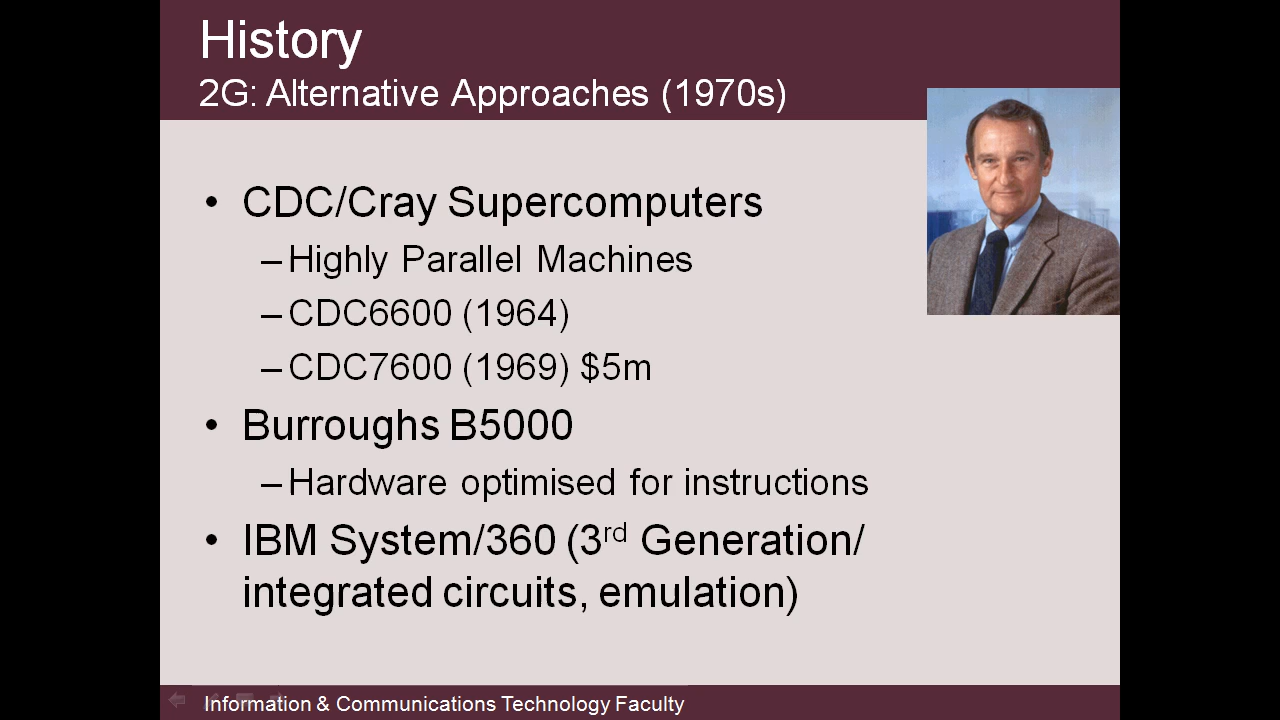 History
2G: Alternative Approaches (1970s)
• CDC/Cray Supercomputers
– Highly Parallel Machines
– CDC6600 (1964)
– CDC7600 (1969) $5m
• Burroughs B5000
– Hardware optimised for instructions
• IBM System/360 (3rd Generation/
integrated circuits, emulation)
Information & Communications Technology Faculty